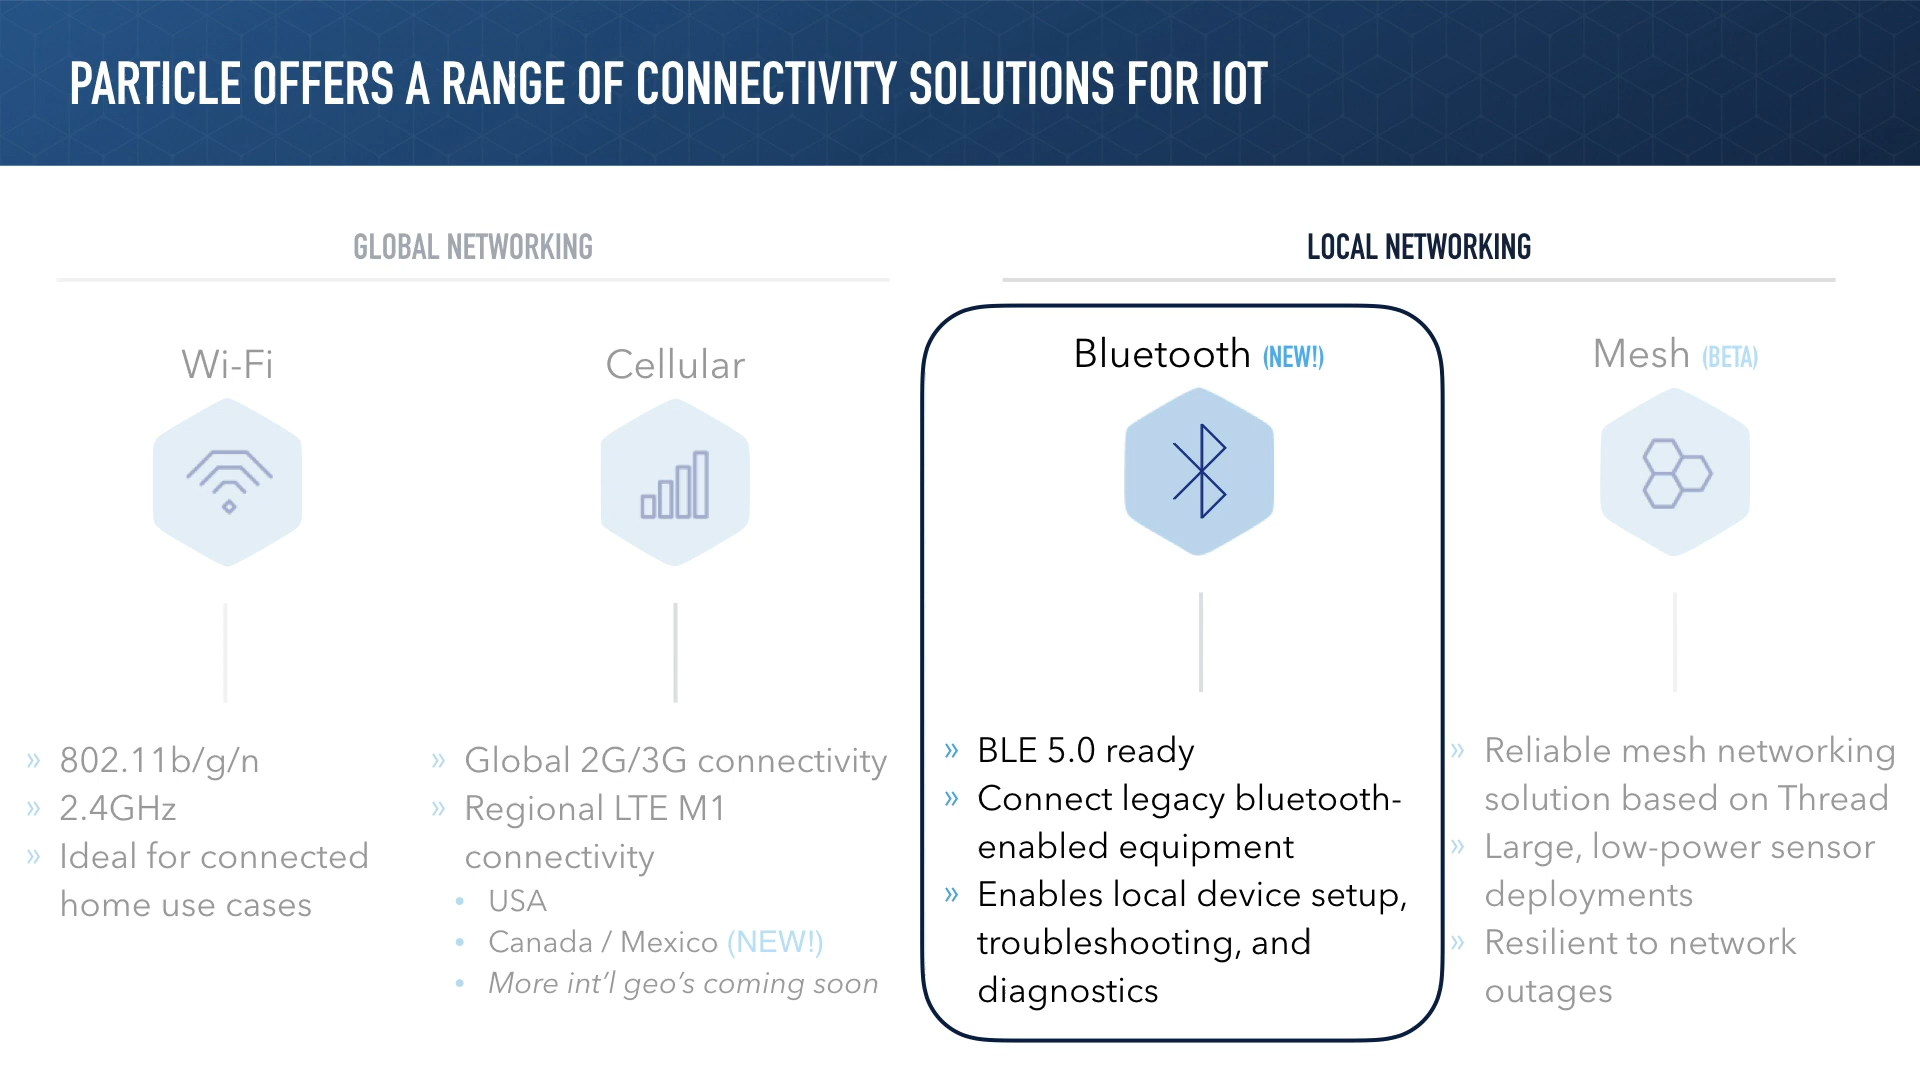 PARTICLE OFFERS A RANGE OF CONNECTIVITY SOLUTIONS FOR IOT
GLOBAL NETWORKING
Wi-Fi
» 802.11b/g/n
» 2.4GHz
» Ideal for connected
home use cases
Cellular
» Global 2G/3G connectivity
» Regional LTE M1
connectivity
• USA
• Canada / Mexico (NEW!)
• More int’l geo’s coming soon
LOCAL NETWORKING
Bluetooth (NEW!)
» BLE 5.0 ready
» Connect legacy bluetooth-
enabled equipment
» Enables local device setup,
troubleshooting, and
diagnostics
Mesh (BETA)
» Reliable mesh networking
solution based on Thread
» Large, low-power sensor
deployments
» Resilient to network
outages